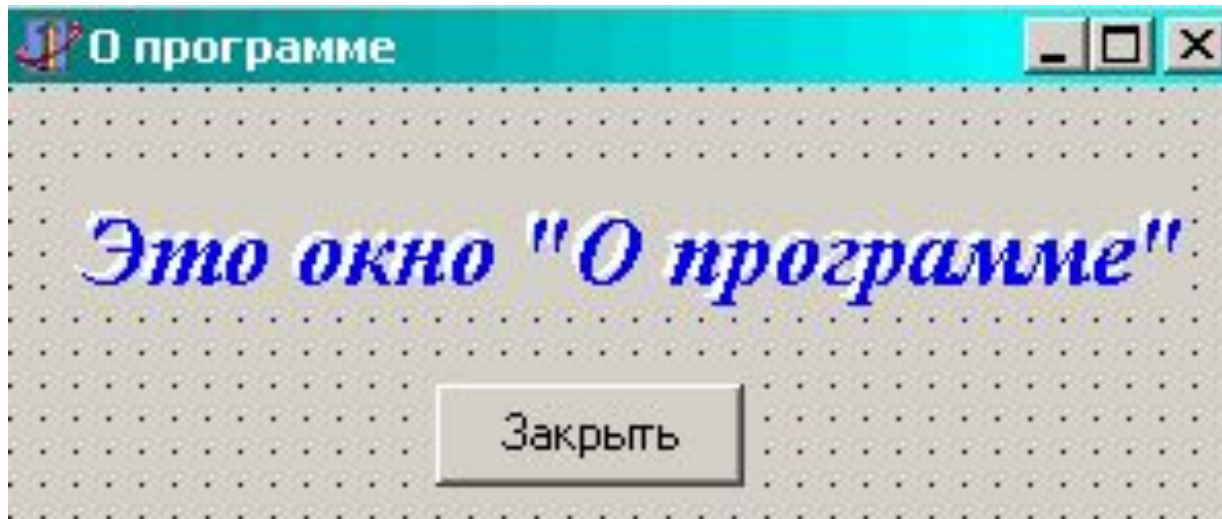 О программе
Это окно "О программе"
Закрыть